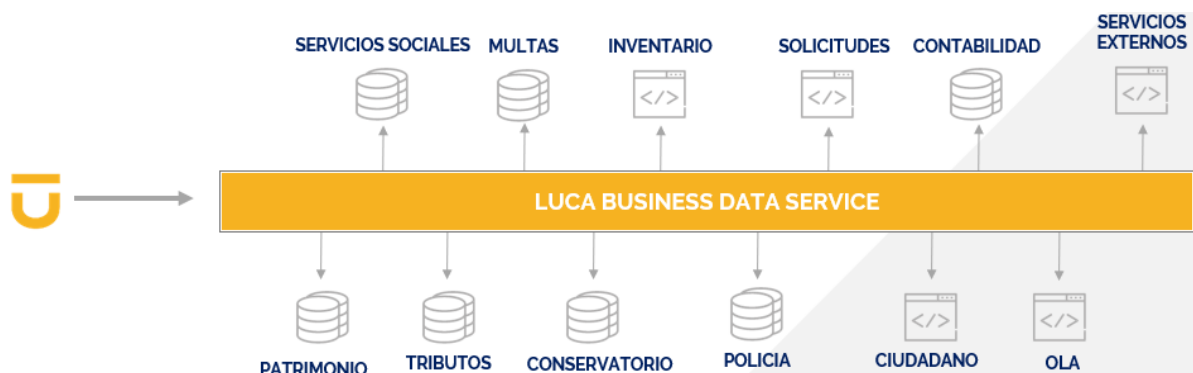 SERVICIOS SOCIALES
MULTAS
INVENTARIO
SOLICITUDES
CONTABILIDAD
SERVICIOS
EXTERNOS
</>
</>
</>
LUCA BUSINESS DATA SERVICE
</>
</>
PATRIMONIO
TRIBUTOS
CONSERVATORIO
POLICIA
CIUDADANO
OLA